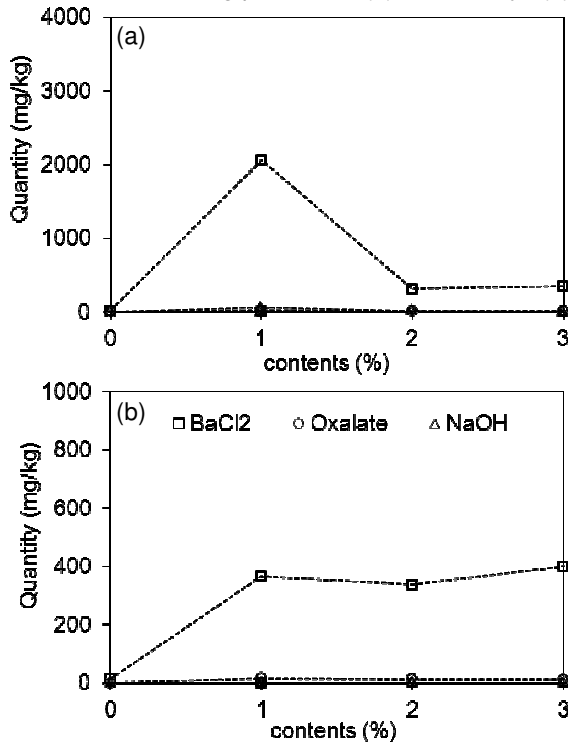 (a)
4000
3000
2000
1000
0
Quantity (mg/kg)
0 1 2 3
contents (%)
(b)
1000
800
600
400
200
0
Quantity (mg/kg)
BaCl2 Oxalate NaOH
0 1 2 3
contents (%)